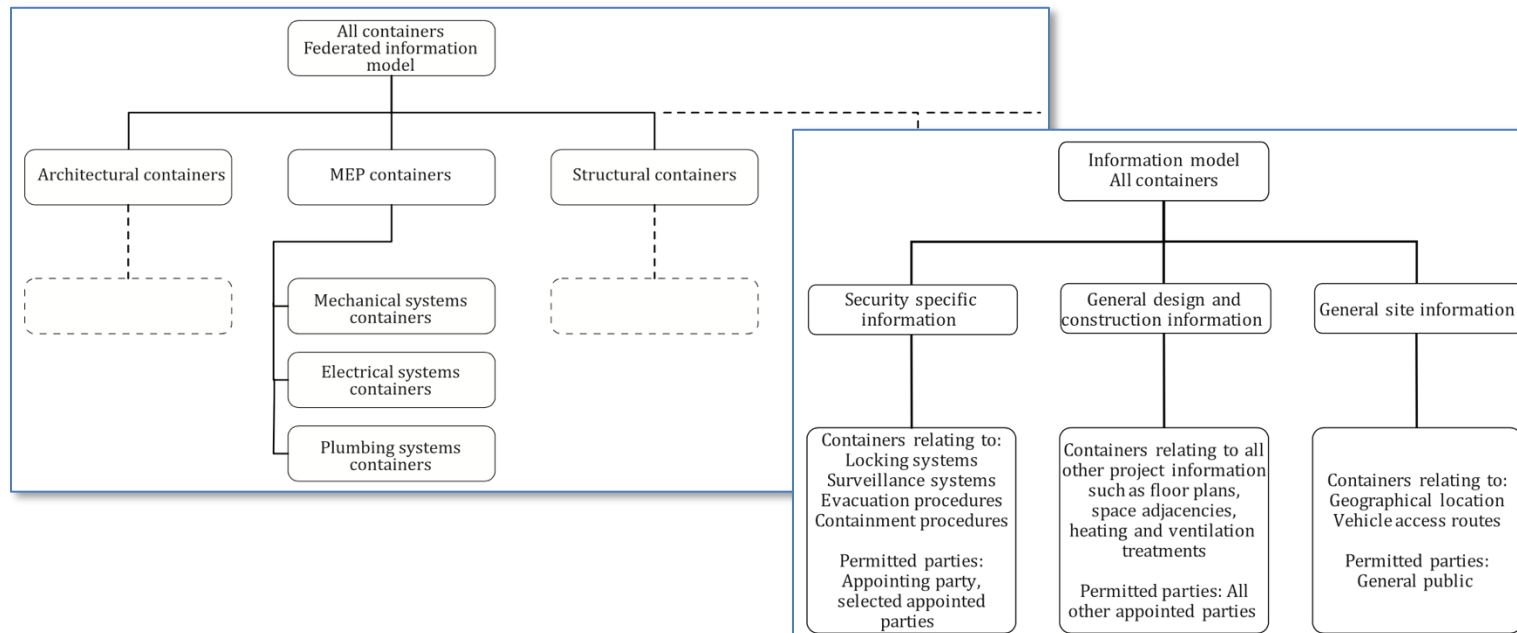 All containers
Federated information
model
Architectural containers
MEP containers
Structural containers
Mechanical systems
containers
Electrical systems
containers
Plumbing systems
containers
Information model
All containers
Security specific
information
General design and
construction information
General site information
Containers relating to:
Locking systems
Surveillance systems
Evacuation procedures
Containment procedures
Permitted parties:
Appointing party,
selected appointed
parties
Containers relating to all
other project information
such as floor plans,
space adjacencies,
heating and ventilation
treatments
Permitted parties: All
other appointed parties
Containers relating to:
Geographical location
Vehicle access routes
Permitted parties:
General public